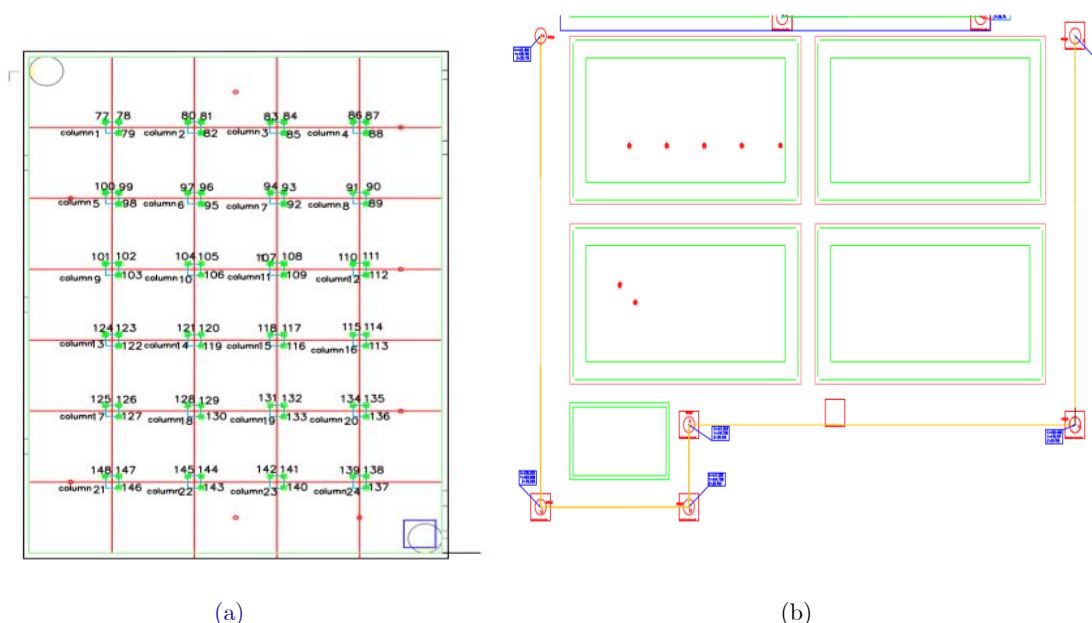 77 78
80 81
83 84
86 87
column 1 79
column 2 82
column 3 85
column 4 88
100 99
97 96
94 93
91 90
column 5 98
column 6 95
column 7 92
column 8 89
101 102
104 105
107 108
110 111
column 9 103
column 10 106
column 11 109
column 12 112
124 123
121 120
118 117
115 114
column 13 122
column 14 119
column 15 116
column 16 113
125 126
128 129
131 132
134 135
column 17 127
column 18 130
column 19 133
column 20 136
148 147
145 144
142 141
139 138
column 21 146
column 22 143
column 23 140
column 24 137
(a)
(b)